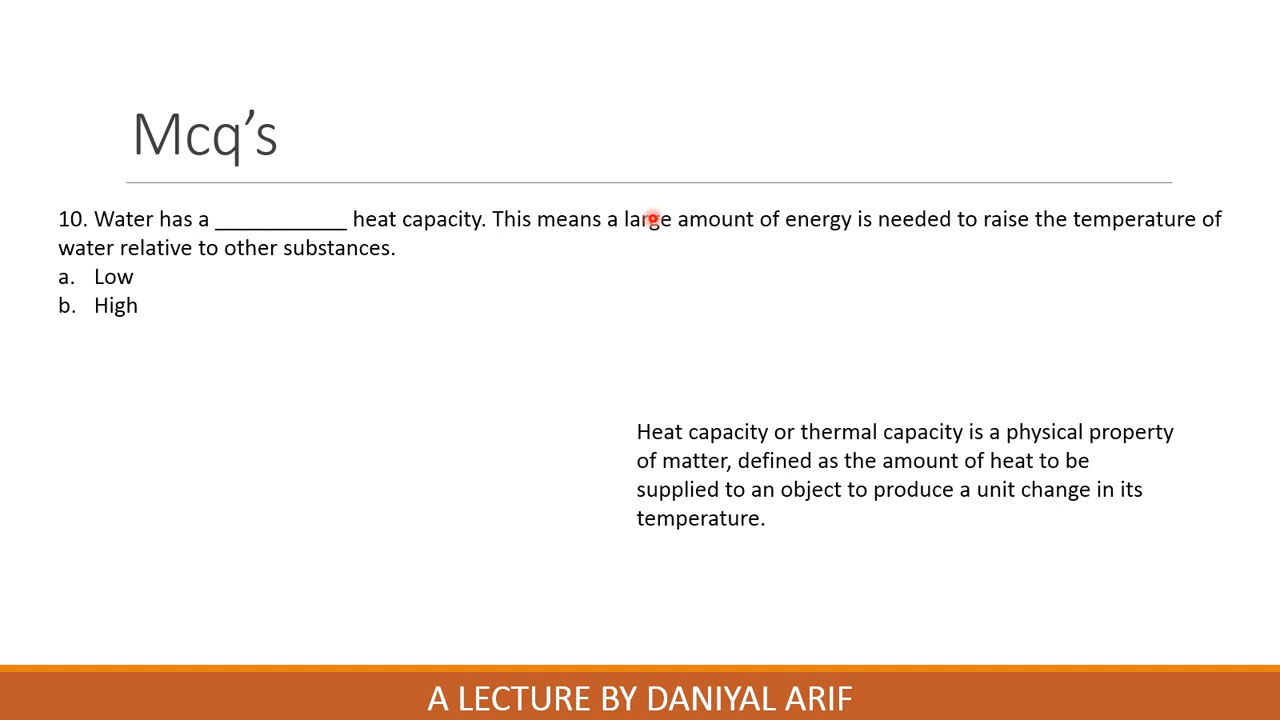 Mcq's
10. Water has a ___________ heat capacity. This means a large amount of energy is needed to raise the temperature of
water relative to other substances.
a. Low
b. High
Heat capacity or thermal capacity is a physical property
of matter, defined as the amount of heat to be
supplied to an object to produce a unit change in its
temperature.
A LECTURE BY DANIYAL ARIF